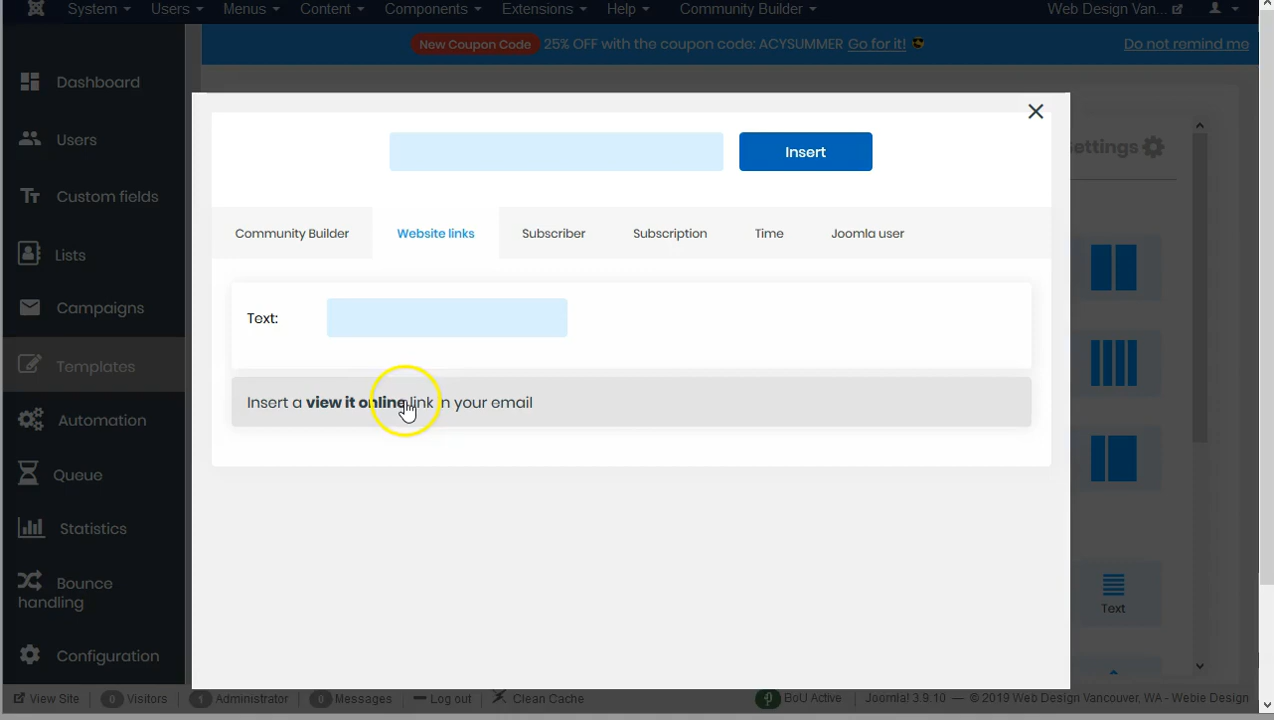 System Users Menus Content Components Extensions Help Community Builder Web Design Van...
New Coupon Code 25% OFF with the coupon code: ACYSUMMER Go for it! Do not remind me
Dashboard
Users
Custom fields
Lists
Campaigns
Templates
Automation
Queue
Statistics
Bounce
handling
Configuration
Insert
Community Builder Website links Subscriber Subscription Time Joomla user
Text:
Insert a view it online link in your email
ettings
Text
View Site 0 Visitors 1 Administrator 0 Messages Log out Clean Cache BoU Active Joomla! 3.9.10 — © 2019 Web Design Vancouver, WA - Webie Design